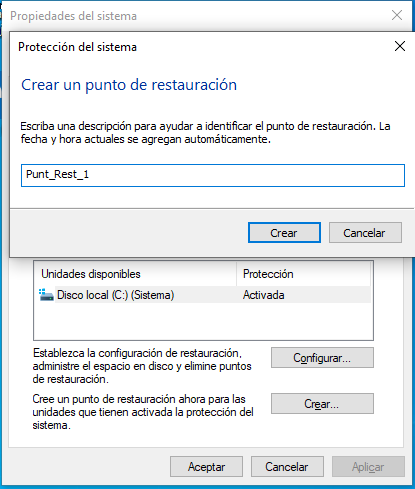 Propiedades del sistema
Protección del sistema
Crear un punto de restauración
Escriba una descripción para ayudar a identificar el punto de restauración. La
fecha y hora actuales se agregan automáticamente.
Punt_Rest_1
Crear
Cancelar
Unidades disponibles
Protección
Disco local (C:) (Sistema)
Activada
Establezca la configuración de restauración,
administre el espacio en disco y elimine puntos
de restauración.
Configurar...
Cree un punto de restauración ahora para las
unidades que tienen activada la protección del
sistema.
Crear...
Aceptar
Cancelar
Aplicar